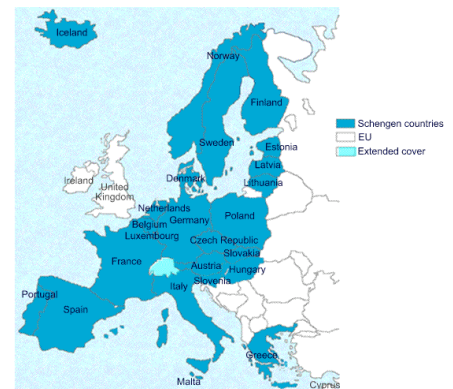 Iceland
Norway
Finland
Sweden
Estonia
Latvia
Lithuania
Denmark
Ireland
United
Kingdom
Netherlands
Belgium
Germany
Luxembourg
Poland
Czech Republic
Slovakia
France
Austria
Hungary
Slovonia
Italy
Portugal
Spain
Greece
Malta
Cyprus
Schengen countries
EU
Extended cover